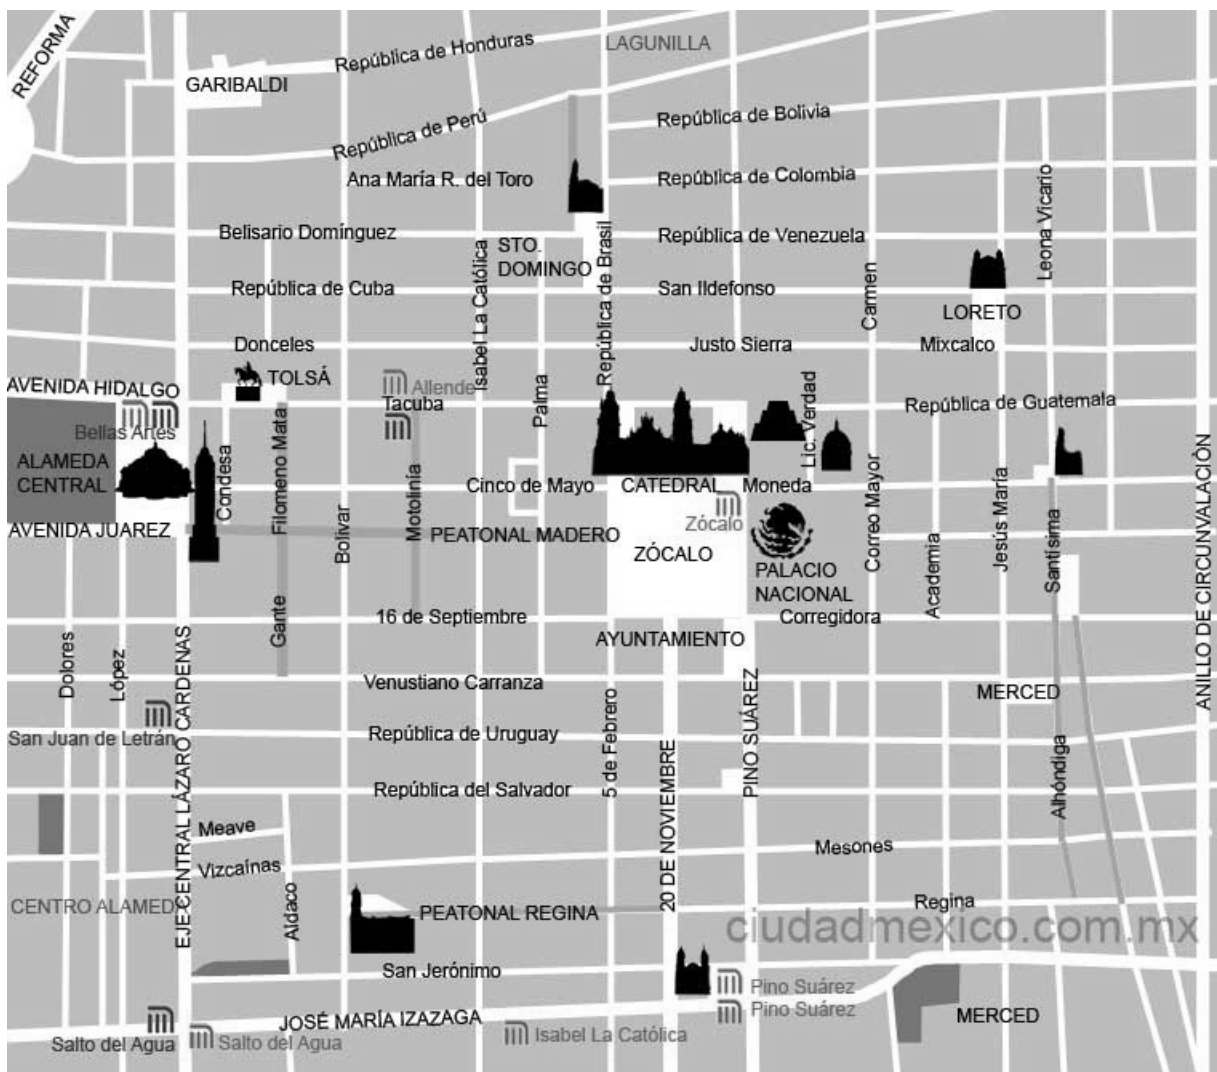 REFORMA
República de Honduras
LAGUNILLA
GARIBALDI
República de Perú
República de Bolivia
Ana María R. del Toro
República de Colombia
Leona Vicario
Belisario Domínguez
STO.
DOMINGO
República de Brasil
República de Venezuela
Isabel La Católica
República de Cuba
San Ildefonso
Carmen
LORETO
Donceles
Justo Sierra
Mixcalco
AVENIDA HIDALGO
TOLSÁ
Allende
Tacuba
Palma
Lic. Verdad
República de Guatemala
Bellas Artes
ALAMEDA
CENTRAL
Condesa
Filomeno Mata
Motolinía
Cinco de Mayo
CATEDRAL
Moneda
Correo Mayor
Jesús María
ANILLO DE CIRCUNVALACIÓN
AVENIDA JUAREZ
Bolivar
PEATONAL MADERO
Zócalo
ZÓCALO
PALACIO
NACIONAL
Academia
Santísima
Gante
16 de Septiembre
Corregidora
AYUNTAMIENTO
Dolores
López
EJE CENTRAL LÁZARO CARDENAS
Venustiano Carranza
MERCED
San Juan de Letrán
República de Uruguay
5 de Febrero
20 DE NOVIEMBRE
PINO SUÁREZ
Alhóndiga
República del Salvador
Meave
Mesones
Vizcaínas
CENTRO ALAMEDA
Aldaco
PEATONAL REGINA
Regina
ciudadmexico.com.mx
San Jerónimo
Pino Suárez
Pino Suárez
JOSÉ MARÍA IZAZAGA
MERCED
Salto del Agua
Salto del Agua
Isabel La Católica